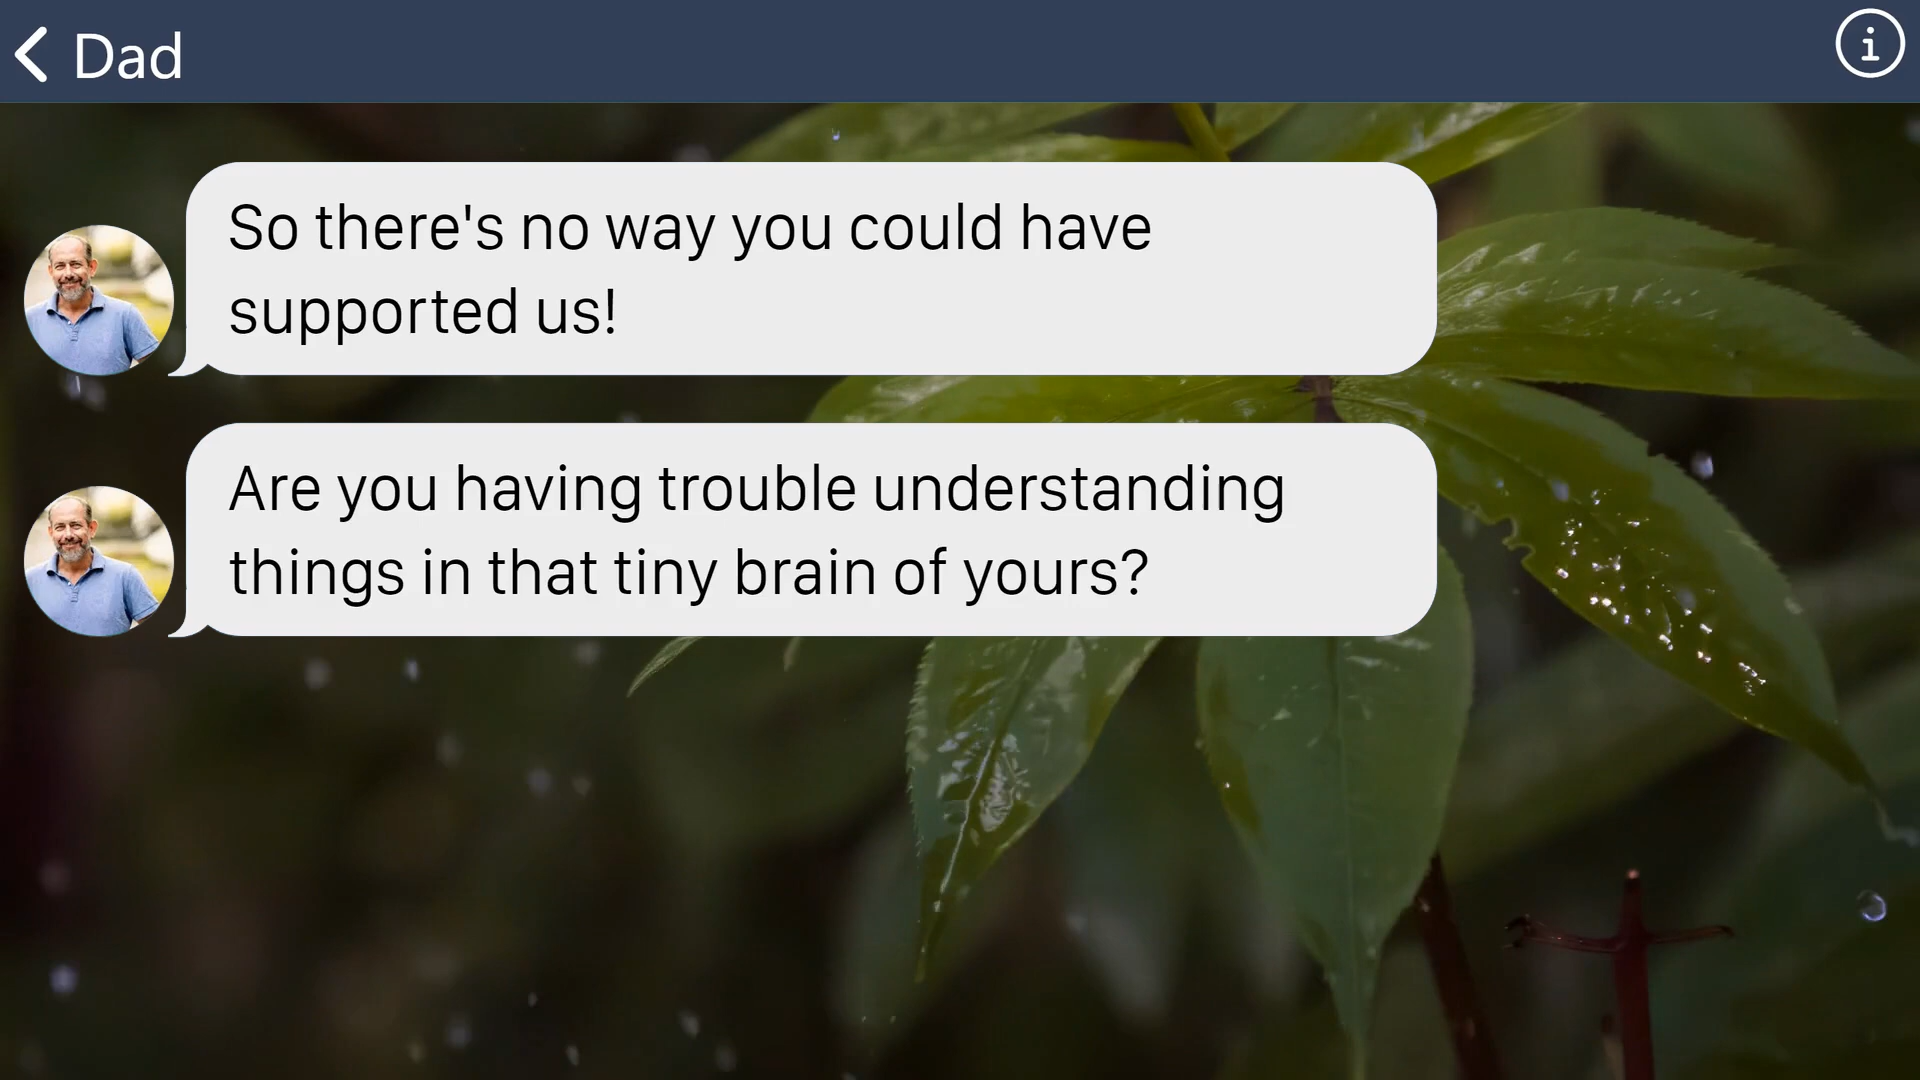 Dad
So there's no way you could have
supported us!
Are you having trouble understanding
things in that tiny brain of yours?